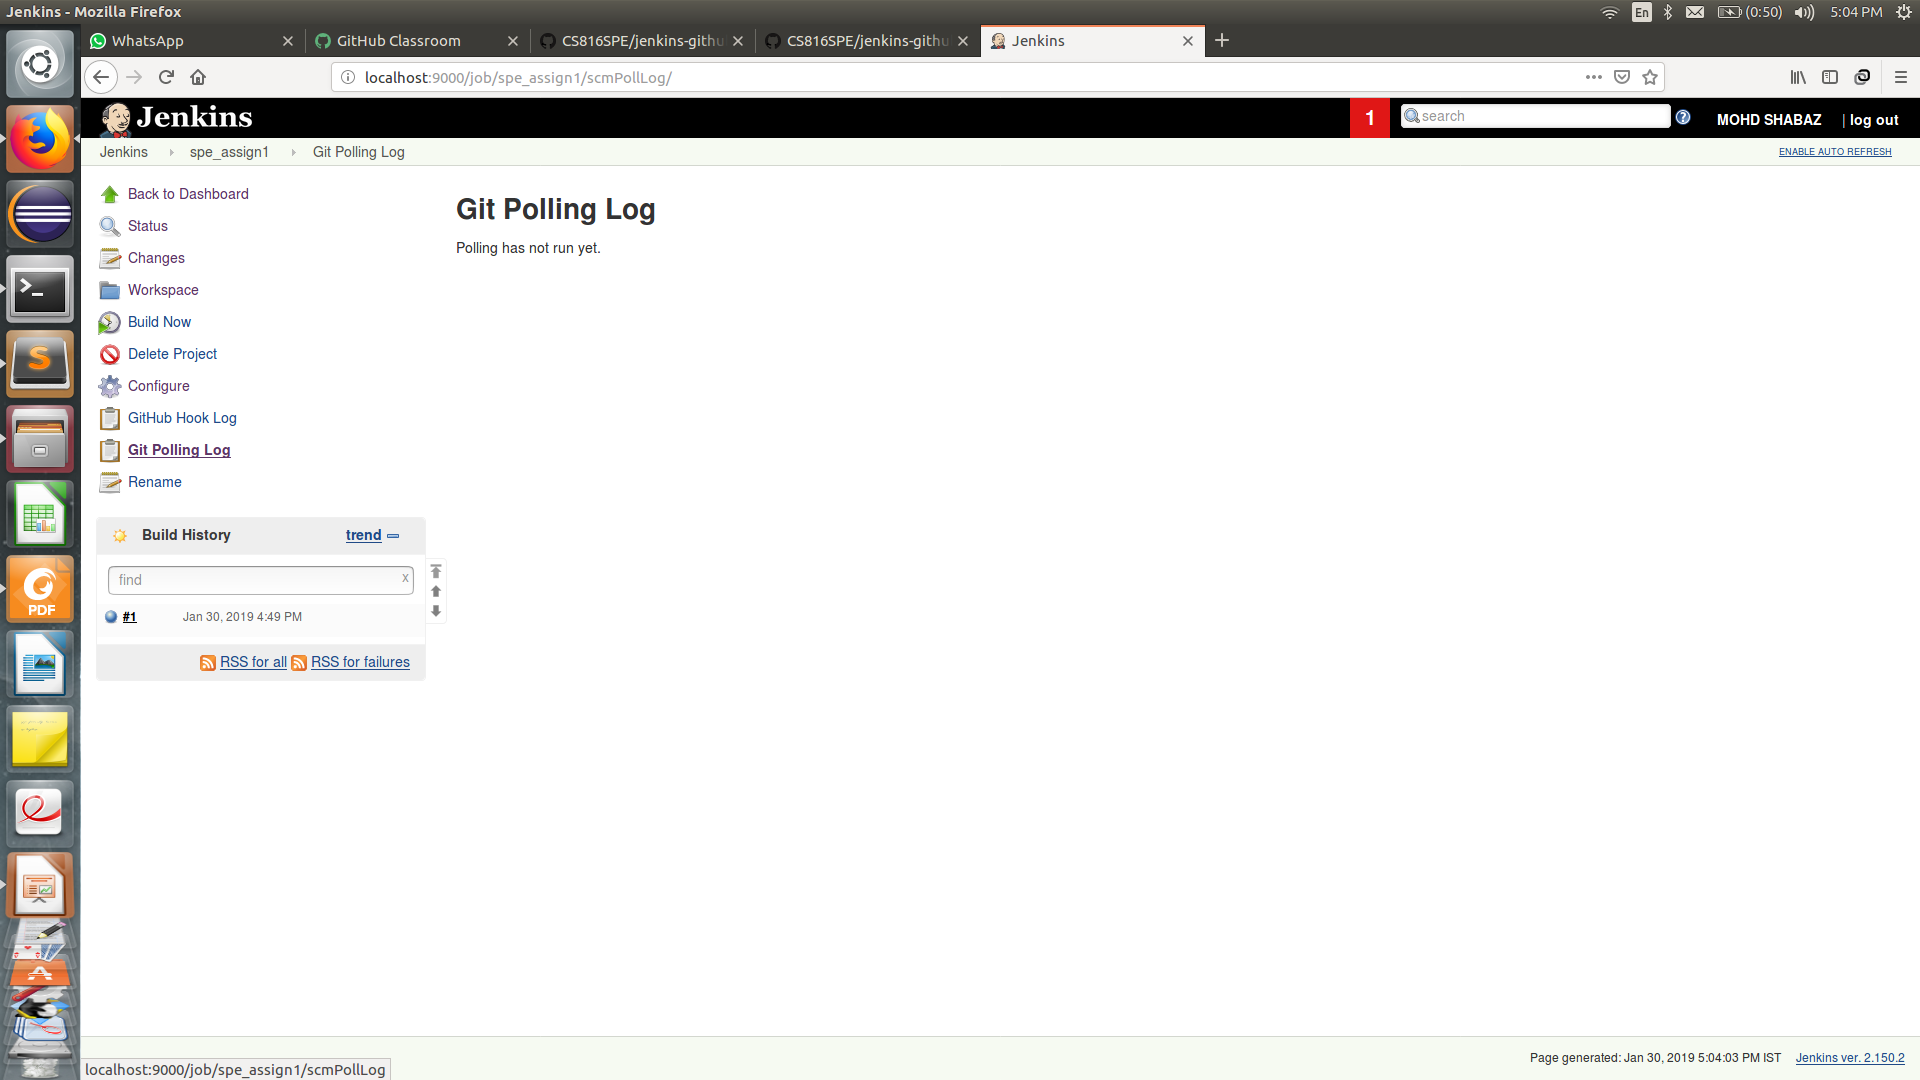 Jenkins - Mozilla Firefox
En
(0:50)
5:04 PM
WhatsApp
GitHub Classroom
CS816SPE/jenkins-githu
CS816SPE/jenkins-githu
Jenkins
localhost:9000/job/spe_assign1/scmPollLog/
Jenkins
1
search
MOHD SHABAZ
| log out
Jenkins
spe_assign1
Git Polling Log
ENABLE AUTO REFRESH
Back to Dashboard
Status
Changes
Workspace
Build Now
Delete Project
Configure
GitHub Hook Log
Git Polling Log
Rename
Git Polling Log
Polling has not run yet.
Build History
trend
find
x
#1
Jan 30, 2019 4:49 PM
RSS for all
RSS for failures
PDF
Page generated: Jan 30, 2019 5:04:03 PM IST
Jenkins ver. 2.150.2
localhost:9000/job/spe_assign1/scmPollLog